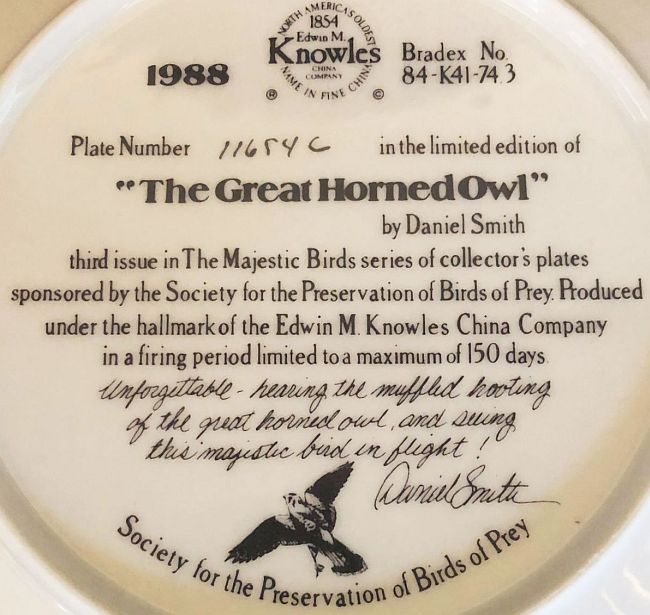 NORTH AMERICA'S OLDEST
1854
Edwin M.
Knowles
CHINA
COMPANY
NAME IN FINE CHINA
® ©
1988
Bradex No.
84-K41-74.3
Plate Number 11654 C in the limited edition of
"The Great Horned Owl"
by Daniel Smith
third issue in The Majestic Birds series of collector's plates
sponsored by the Society for the Preservation of Birds of Prey. Produced
under the hallmark of the Edwin M. Knowles China Company
in a firing period limited to a maximum of 150 days.
Unforgettable - hearing the muffled hooting
of the great horned owl, and seeing
this majestic bird in flight!
Daniel Smith
Society for the Preservation of Birds of Prey